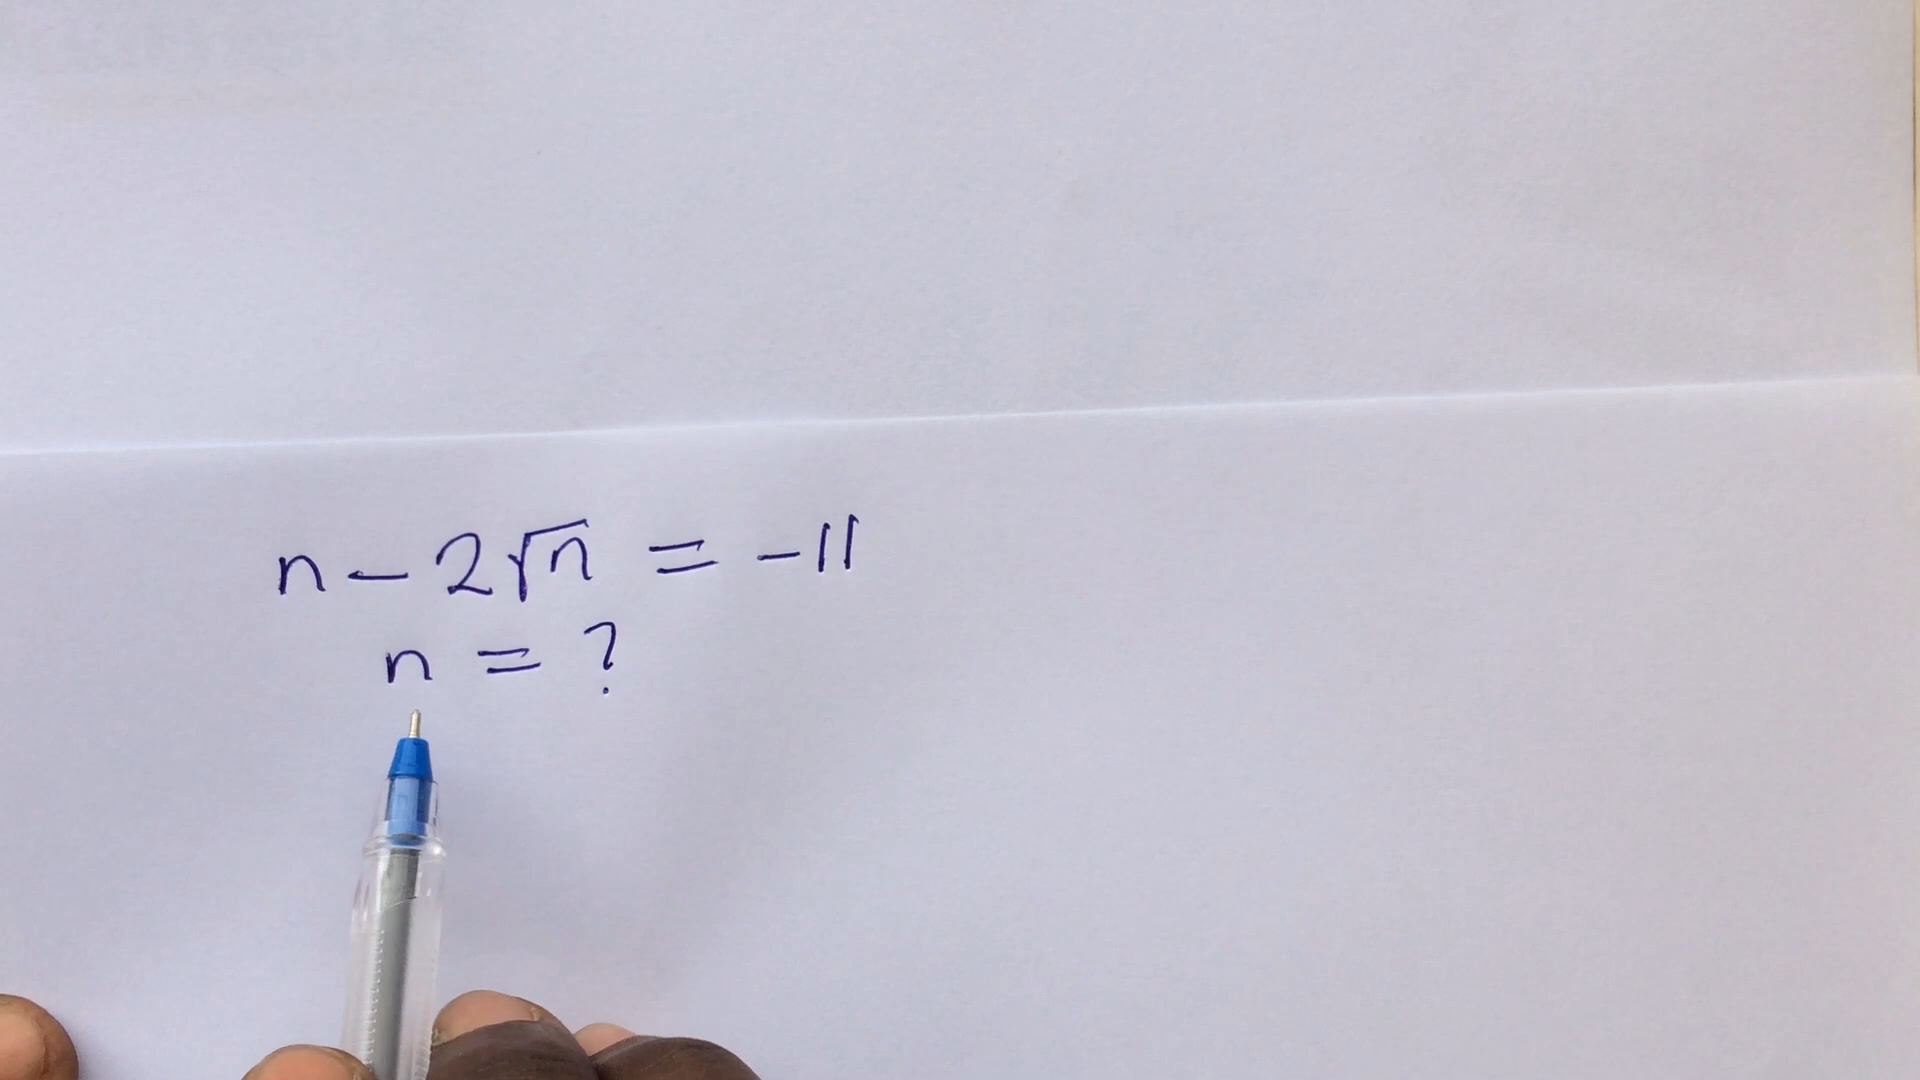 n - 2√n = -11
n = ?